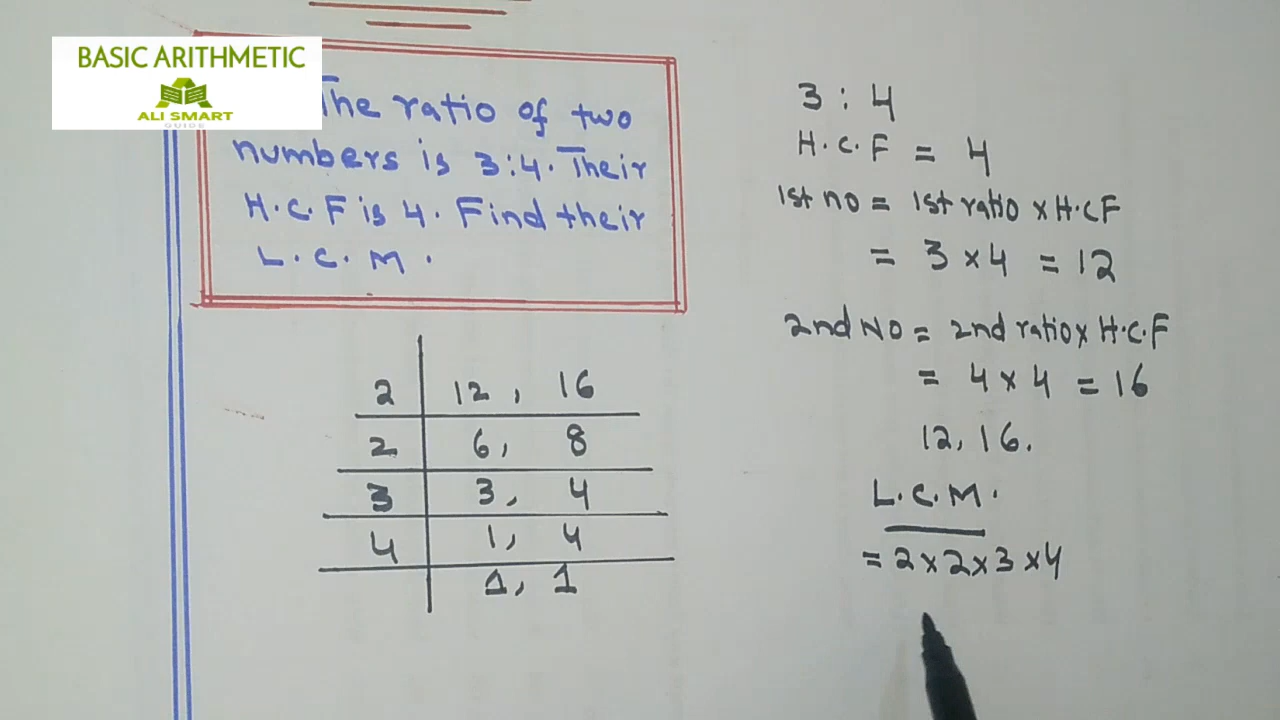 BASIC ARITHMETIC
ALI SMART
GUIDE
The ratio of two
numbers is 3:4. Their
H.C.F is 4. Find their
L.C.M.
2 | 12, 16
2 | 6, 8
3 | 3, 4
4 | 1, 4
1, 1
3 : 4
H.C.F = 4
1st no = 1st ratio x H.C.F
= 3 x 4 = 12
2nd No = 2nd ratio x H.C.F
= 4 x 4 = 16
12, 16.
L.C.M.
= 2 x 2 x 3 x 4